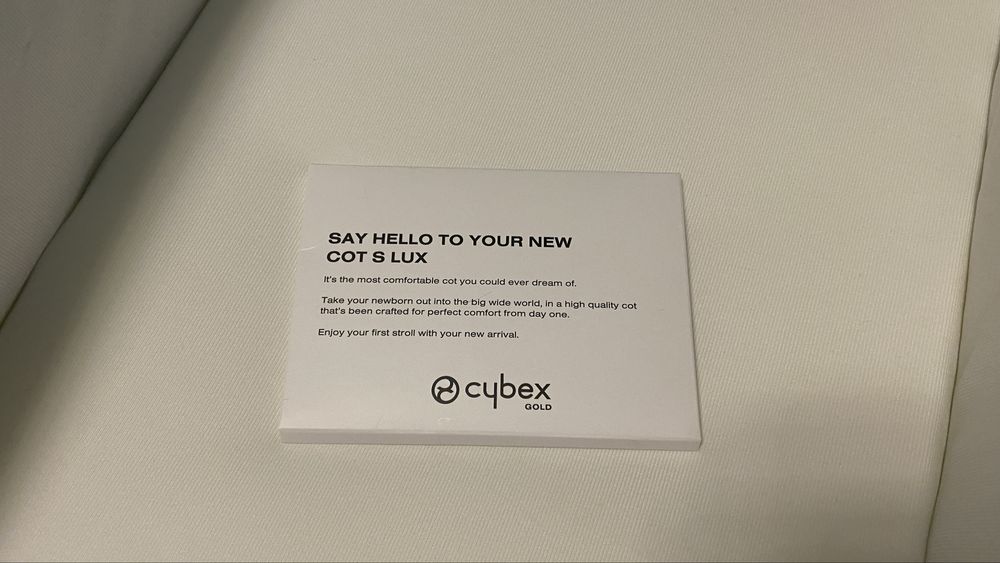 SAY HELLO TO YOUR NEW
COT S LUX
It's the most comfortable cot you could ever dream of.
Take your newborn out into the big wide world, in a high quality cot
that's been crafted for perfect comfort from day one.
Enjoy your first stroll with your new arrival.
cybex
GOLD